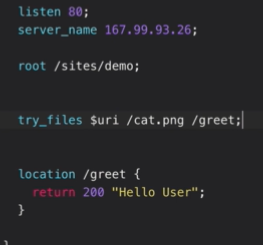 listen 80;
server_name 167.99.93.26;
root /sites/demo;
try_files $uri /cat.png /greet;
location /greet {
return 200 "Hello User";
}
}